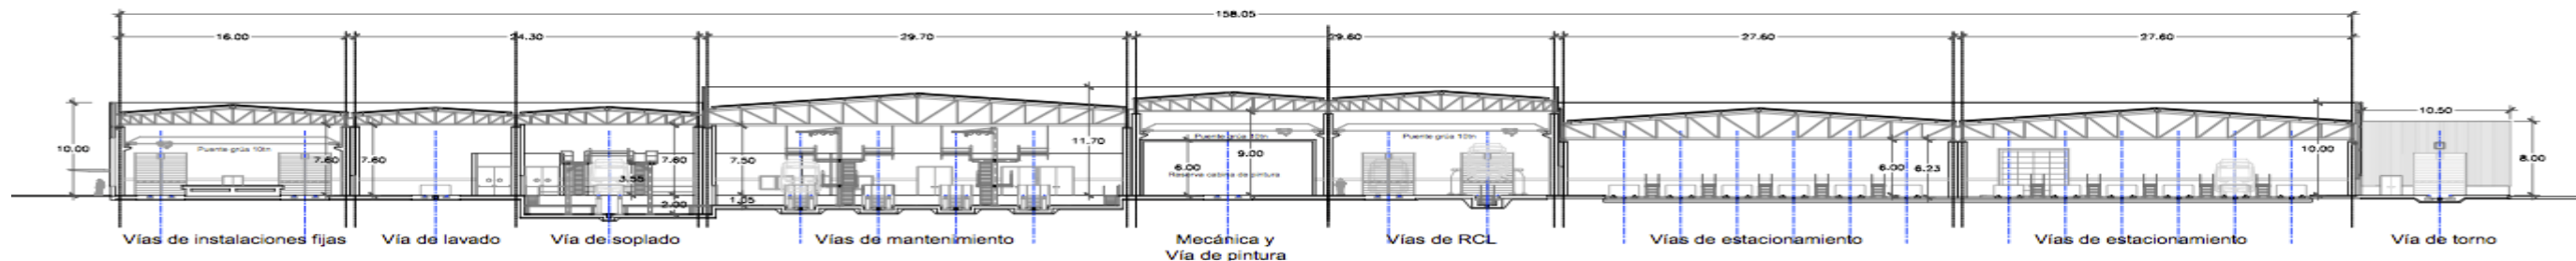 158.05
16.00
24.30
29.70
29.60
27.60
27.60
10.50
10.00
Puente grúa 10tn
7.60
7.60
3.55
7.60
2.00
7.50
1.05
11.70
Puente grúa 10tn
6.00
9.00
Reserva cabina de pintura
Puente grúa 10tn
6.00
6.23
10.00
8.00
Vías de instalaciones fijas
Vía de lavado
Vía de soplado
Vías de mantenimiento
Mecánica y
Vía de pintura
Vías de RCL
Vías de estacionamiento
Vías de estacionamiento
Vía de torno